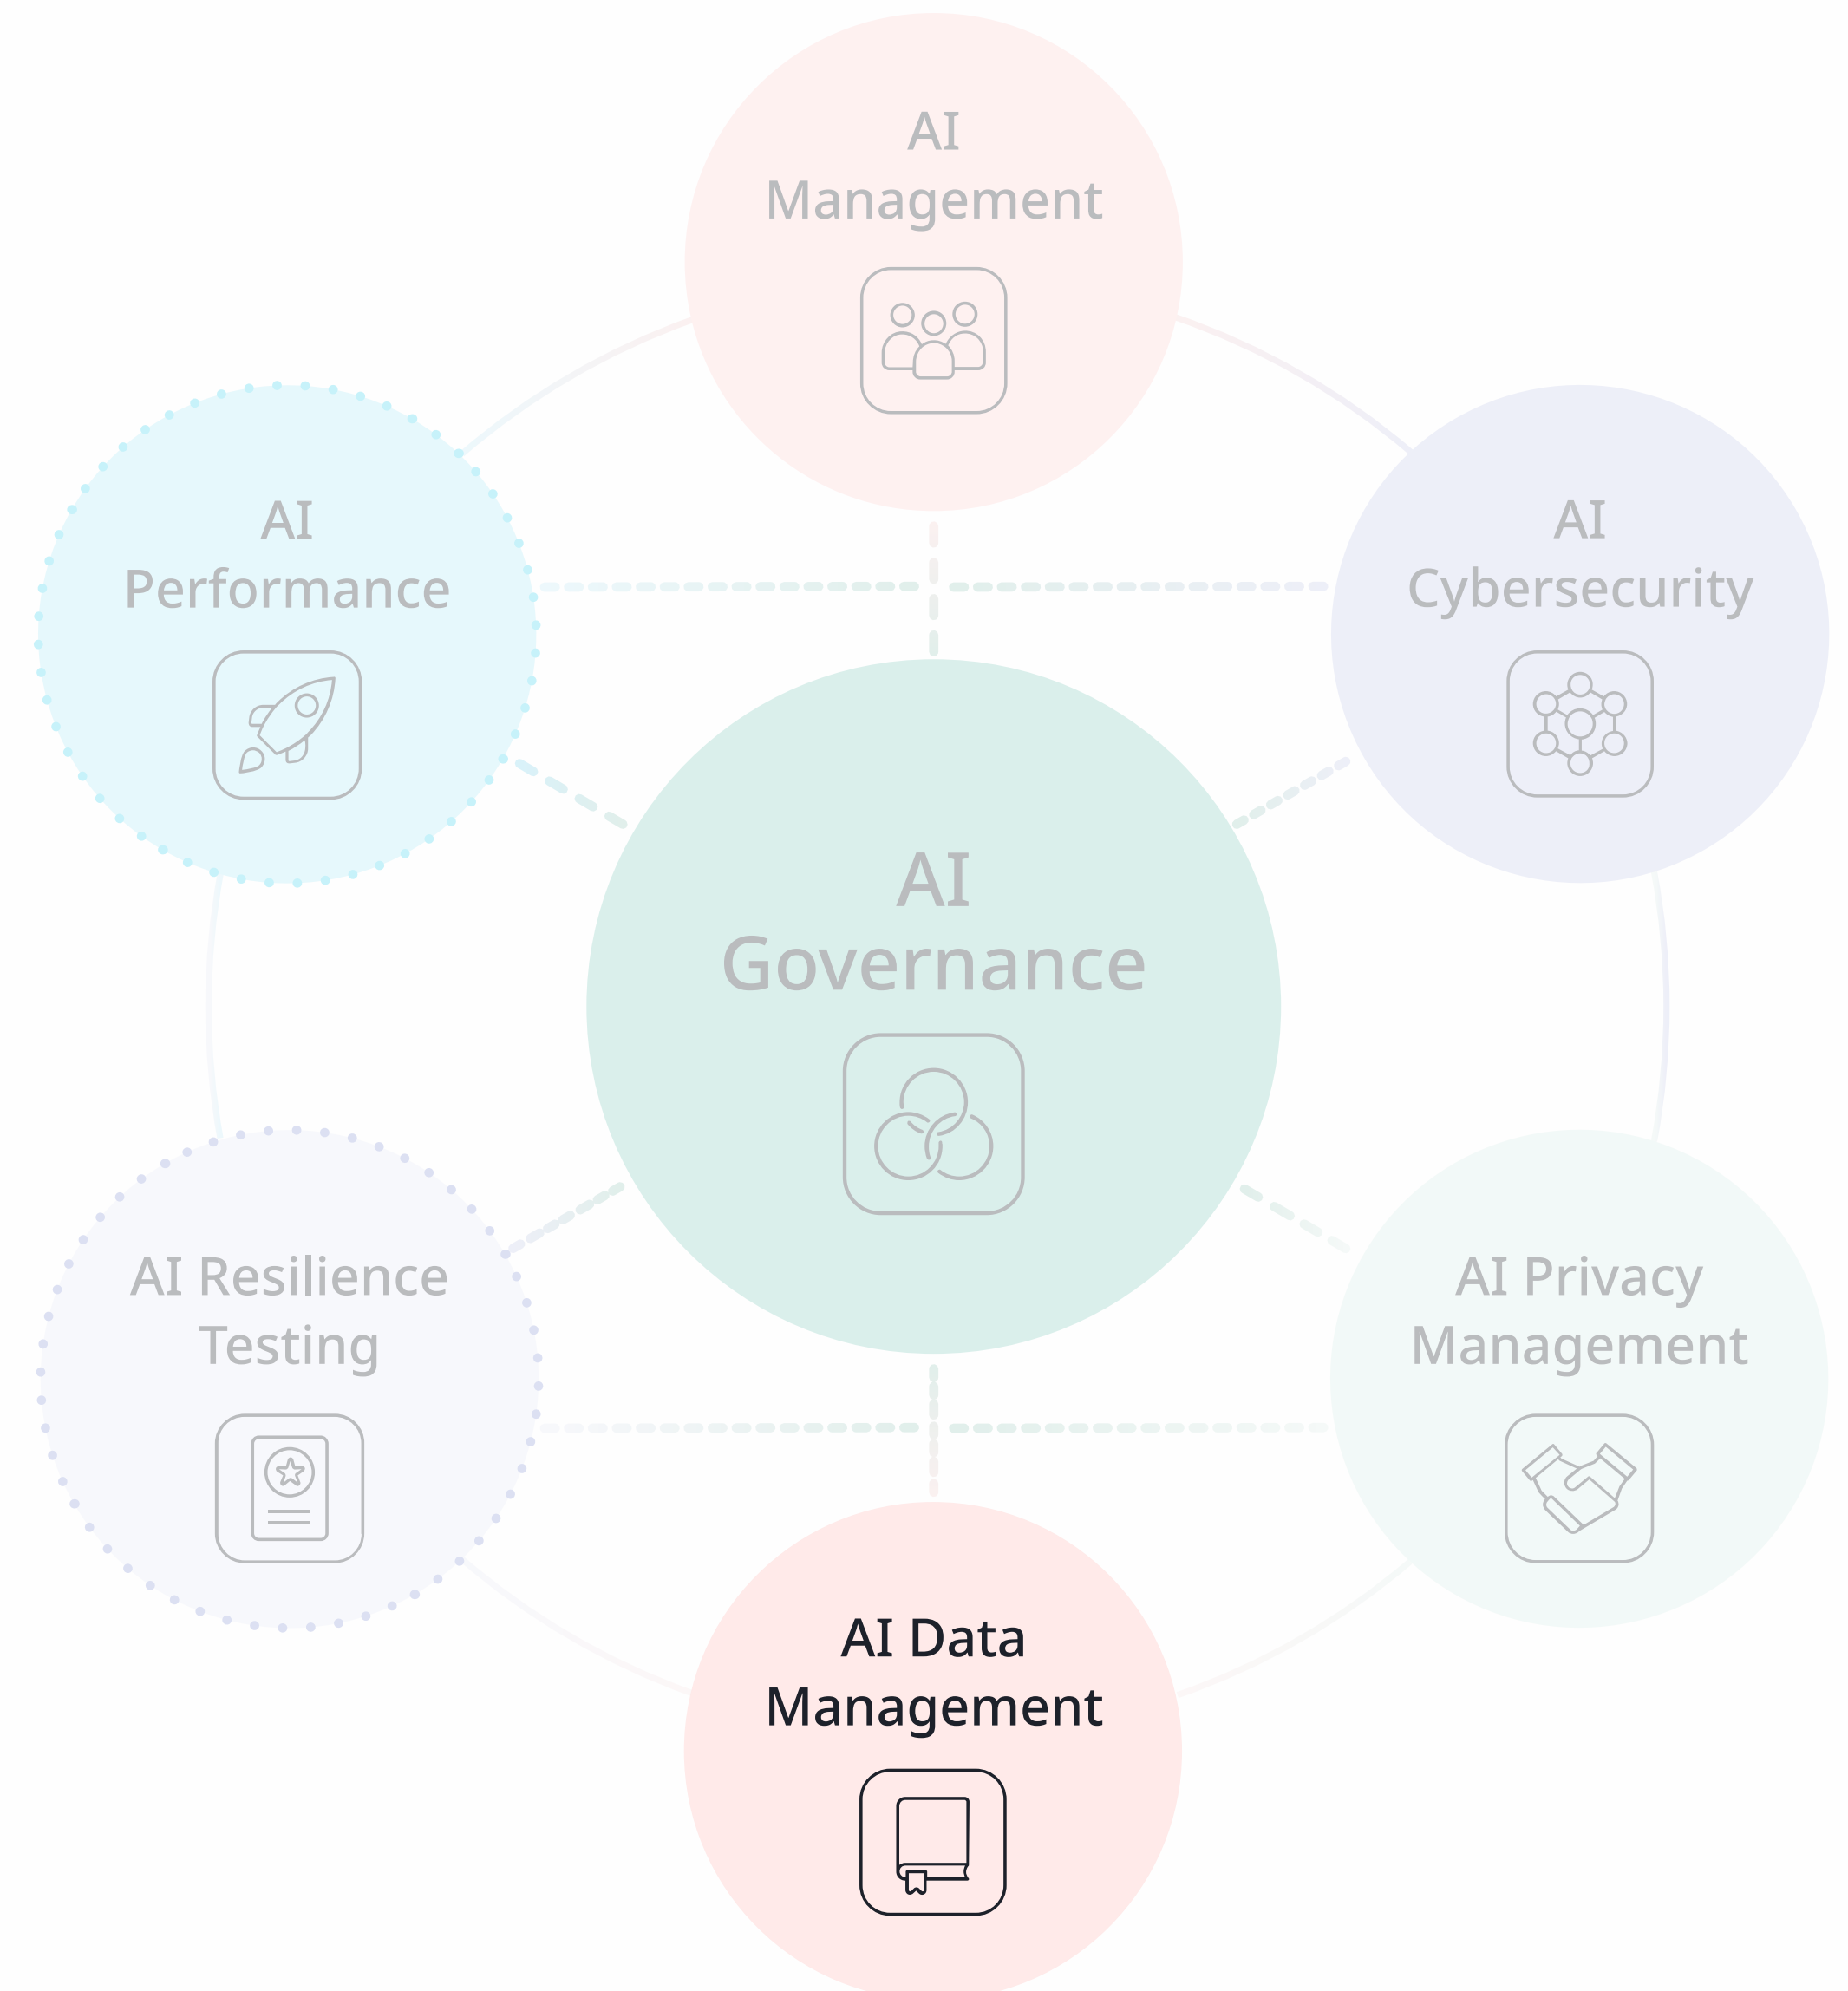 AI
Management
AI
Performance
AI
Cybersecurity
AI
Governance
AI Resilience
Testing
AI Privacy
Management
AI Data
Management